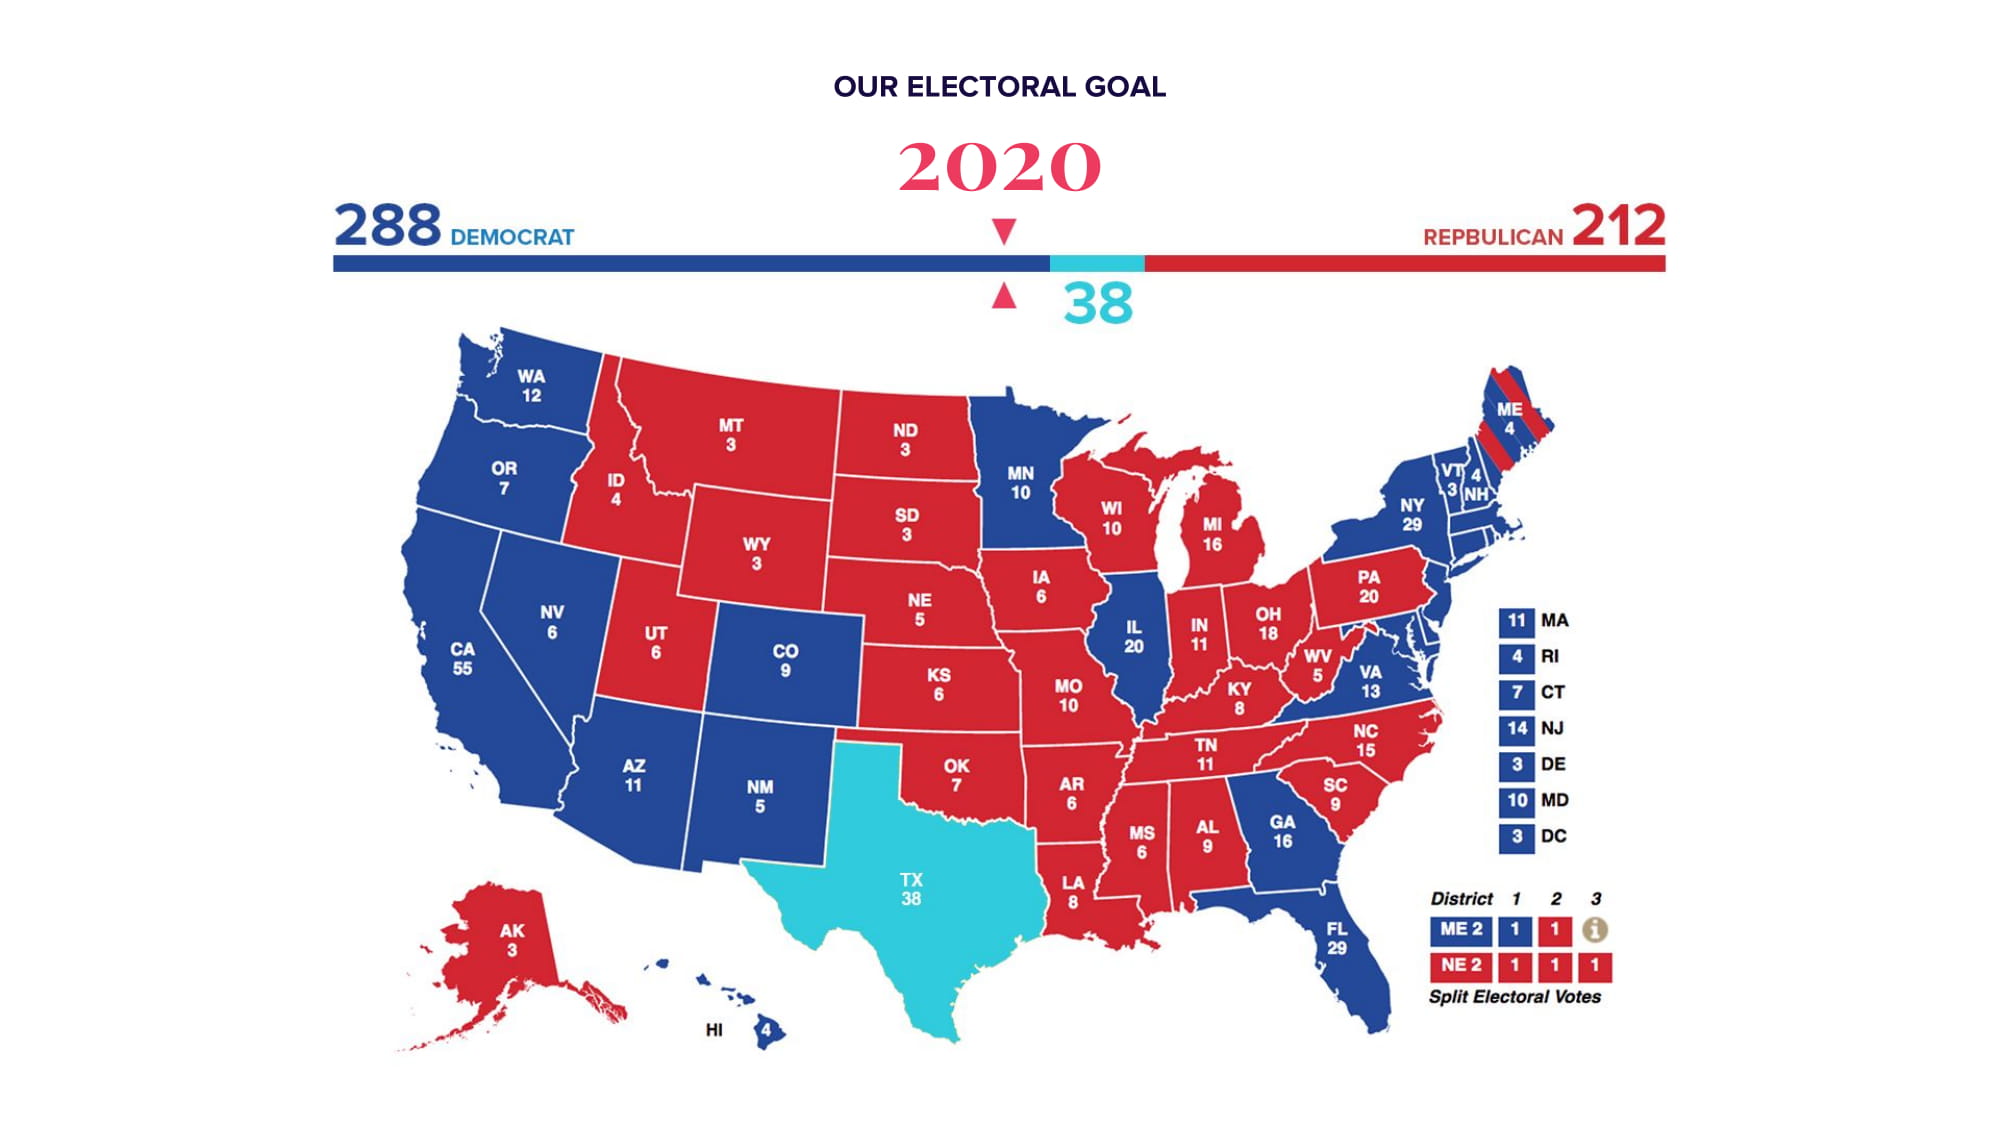 OUR ELECTORAL GOAL
2020
288 DEMOCRAT
REPBULICAN 212
38
WA
12
OR
7
CA
55
NV
6
ID
4
MT
3
WY
3
UT
6
CO
9
AZ
11
NM
5
ND
3
SD
3
NE
5
KS
6
OK
7
TX
38
MN
10
IA
6
MO
10
AR
6
LA
8
WI
10
IL
20
MI
16
IN
11
OH
18
KY
8
TN
11
MS
6
AL
9
GA
16
FL
29
SC
9
NC
15
VA
13
WV
5
PA
20
NY
29
VT
3
4
NH
ME
4
AK
3
HI
4
11 MA
4 RI
7 CT
14 NJ
3 DE
10 MD
3 DC
District 1 2 3
ME 2 1 1 i
NE 2 1 1 1
Split Electoral Votes